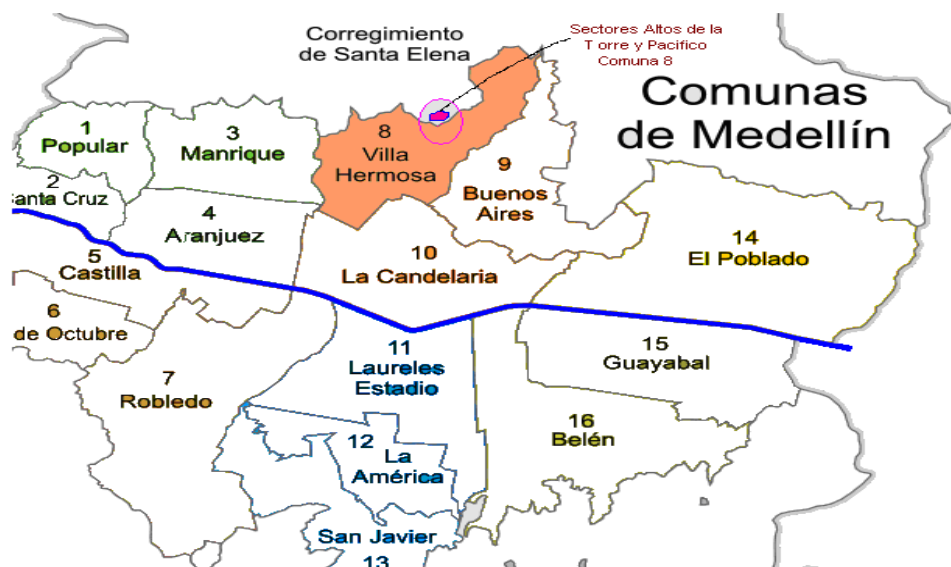 Corregimiento
de Santa Elena
Sectores Altos de la
T orre y Pacifico
Comuna 8
Comunas
de Medellín
1
Popular
3
Manrique
8
Villa
Hermosa
9
Buenos
Aires
2
Santa Cruz
4
Aranjuez
10
La Candelaria
14
El Poblado
5
Castilla
6
de Octubre
7
Robledo
11
Laureles
Estadio
15
Guayabal
16
Belén
12
La
América
San Javier
13